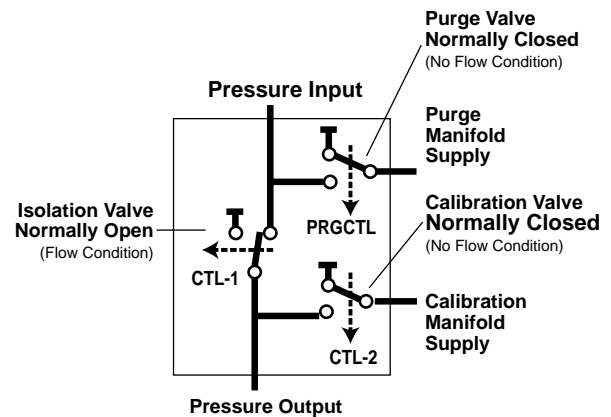 Purge Valve
Normally Closed
(No Flow Condition)
Pressure Input
Purge
Manifold
Supply
Isolation Valve
Normally Open
(Flow Condition)
PRGCTL
Calibration Valve
Normally Closed
(No Flow Condition)
CTL-1
Calibration
Manifold
Supply
CTL-2
Pressure Output